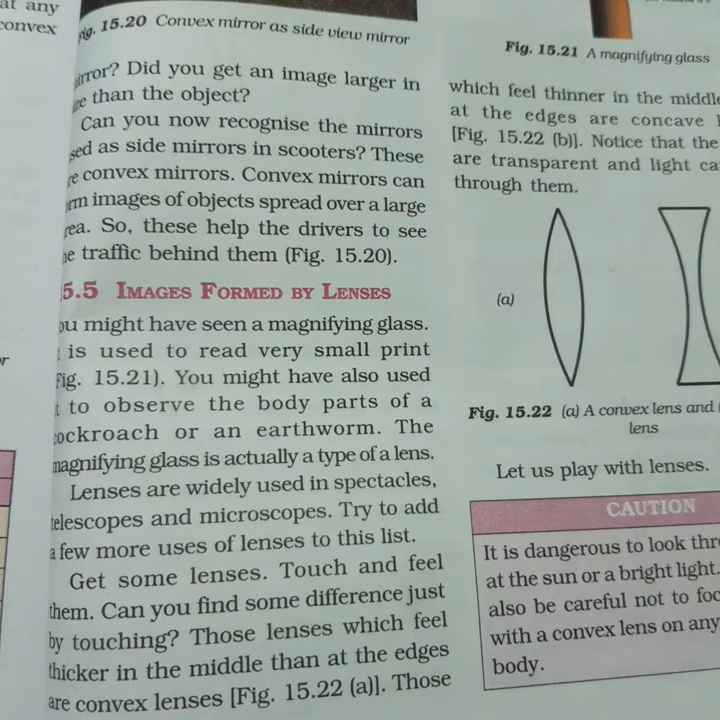 at any
convex
Fig. 15.20 Convex mirror as side view mirror
mirror? Did you get an image larger in
than the object?
Can you now recognise the mirrors
used as side mirrors in scooters? These
are convex mirrors. Convex mirrors can
form images of objects spread over a large
area. So, these help the drivers to see
the traffic behind them (Fig. 15.20).
15.5 IMAGES FORMED BY LENSES
You might have seen a magnifying glass.
is used to read very small print
Fig. 15.21). You might have also used
to observe the body parts of a
cockroach or an earthworm. The
magnifying glass is actually a type of a lens.
Lenses are widely used in spectacles,
telescopes and microscopes. Try to add
a few more uses of lenses to this list.
Get some lenses. Touch and feel
them. Can you find some difference just
by touching? Those lenses which feel
thicker in the middle than at the edges
are convex lenses [Fig. 15.22 (a)]. Those
Fig. 15.21 A magnifying glass
which feel thinner in the middle
at the edges are concave
[Fig. 15.22 (b)]. Notice that the
are transparent and light
through them.
(a)
Fig. 15.22 (a) A convex lens and
lens
Let us play with lenses.
CAUTION
It is dangerous to look
at the sun or a bright light.
also be careful not to
with a convex lens on any
body.